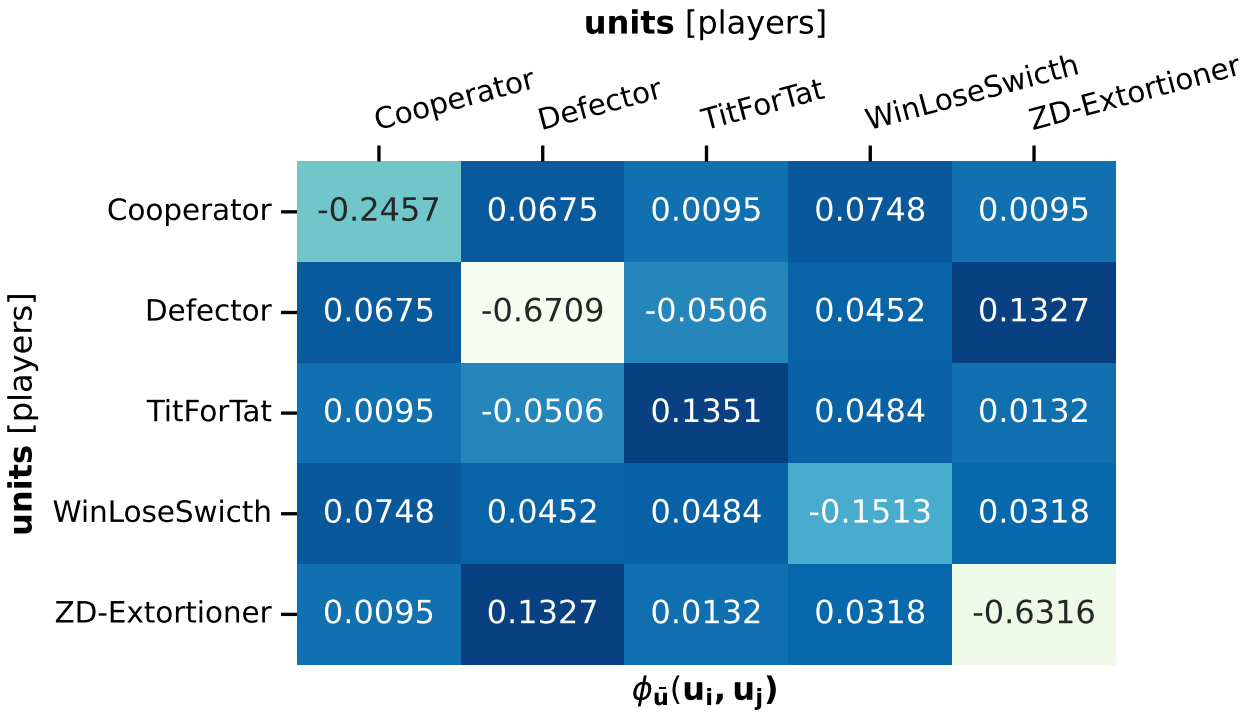 units [players]
Cooperator Defector TitForTat WinLoseSwicth ZD-Extortioner
Cooperator -0.2457 0.0675 0.0095 0.0748 0.0095
Defector 0.0675 -0.6709 -0.0506 0.0452 0.1327
TitForTat 0.0095 -0.0506 0.1351 0.0484 0.0132
WinLoseSwicth 0.0748 0.0452 0.0484 -0.1513 0.0318
ZD-Extortioner 0.0095 0.1327 0.0132 0.0318 -0.6316
units [players]
ϕū(ui, uj)